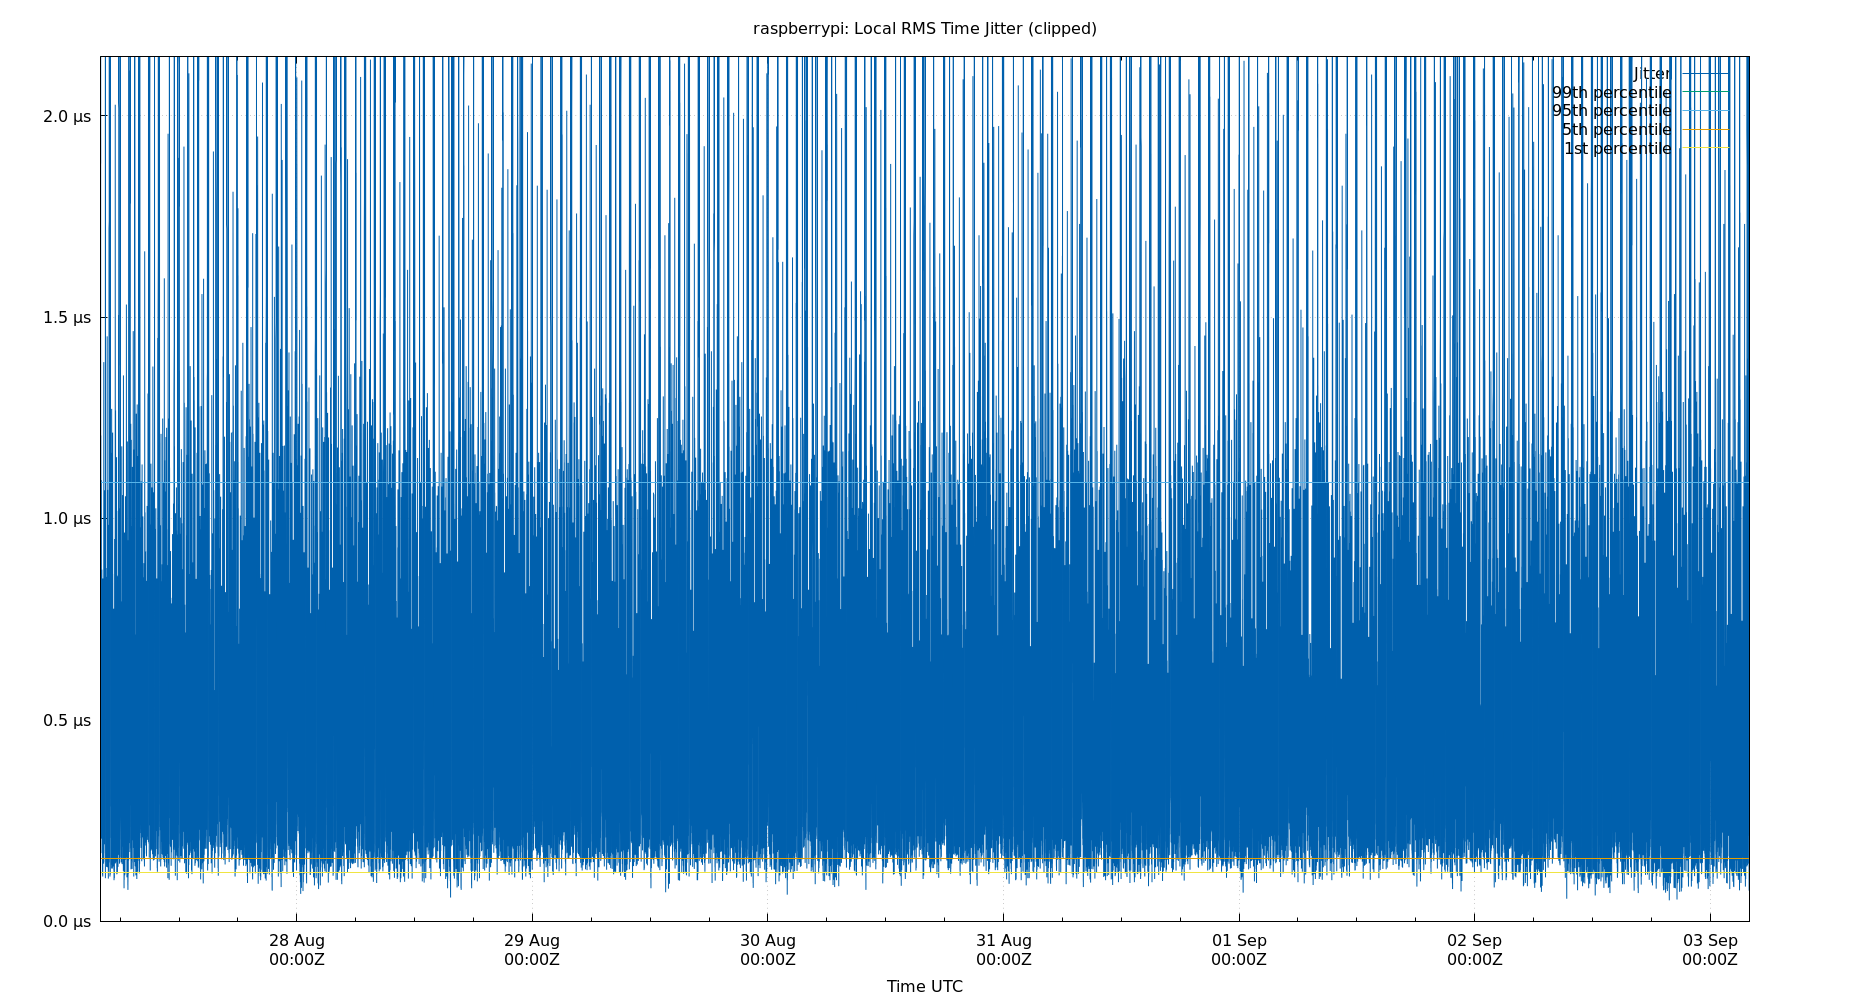 raspberrypi: Local RMS Time Jitter (clipped)
Jitter
99th percentile
95th percentile
5th percentile
1st percentile
2.0 µs
1.5 µs
1.0 µs
0.5 µs
0.0 µs
28 Aug 29 Aug 30 Aug 31 Aug 01 Sep 02 Sep 03 Sep
00:00Z 00:00Z 00:00Z 00:00Z 00:00Z 00:00Z 00:00Z
Time UTC